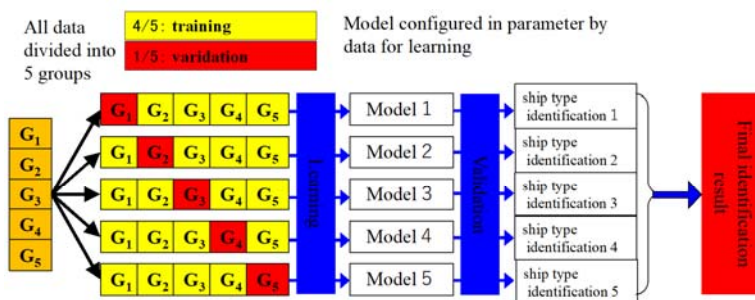 All data
divided into
5 groups
4/5: training
1/5: varidation
Model configured in parameter by
data for learning
G1
G2
G3
G4
G5
G1 G2 G3 G4 G5
G1 G2 G3 G4 G5
G1 G2 G3 G4 G5
G1 G2 G3 G4 G5
G1 G2 G3 G4 G5
Learning
Model 1
Model 2
Model 3
Model 4
Model 5
Validation
ship type
identification 1
ship type
identification 2
ship type
identification 3
ship type
identification 4
ship type
identification 5
Final identification
result